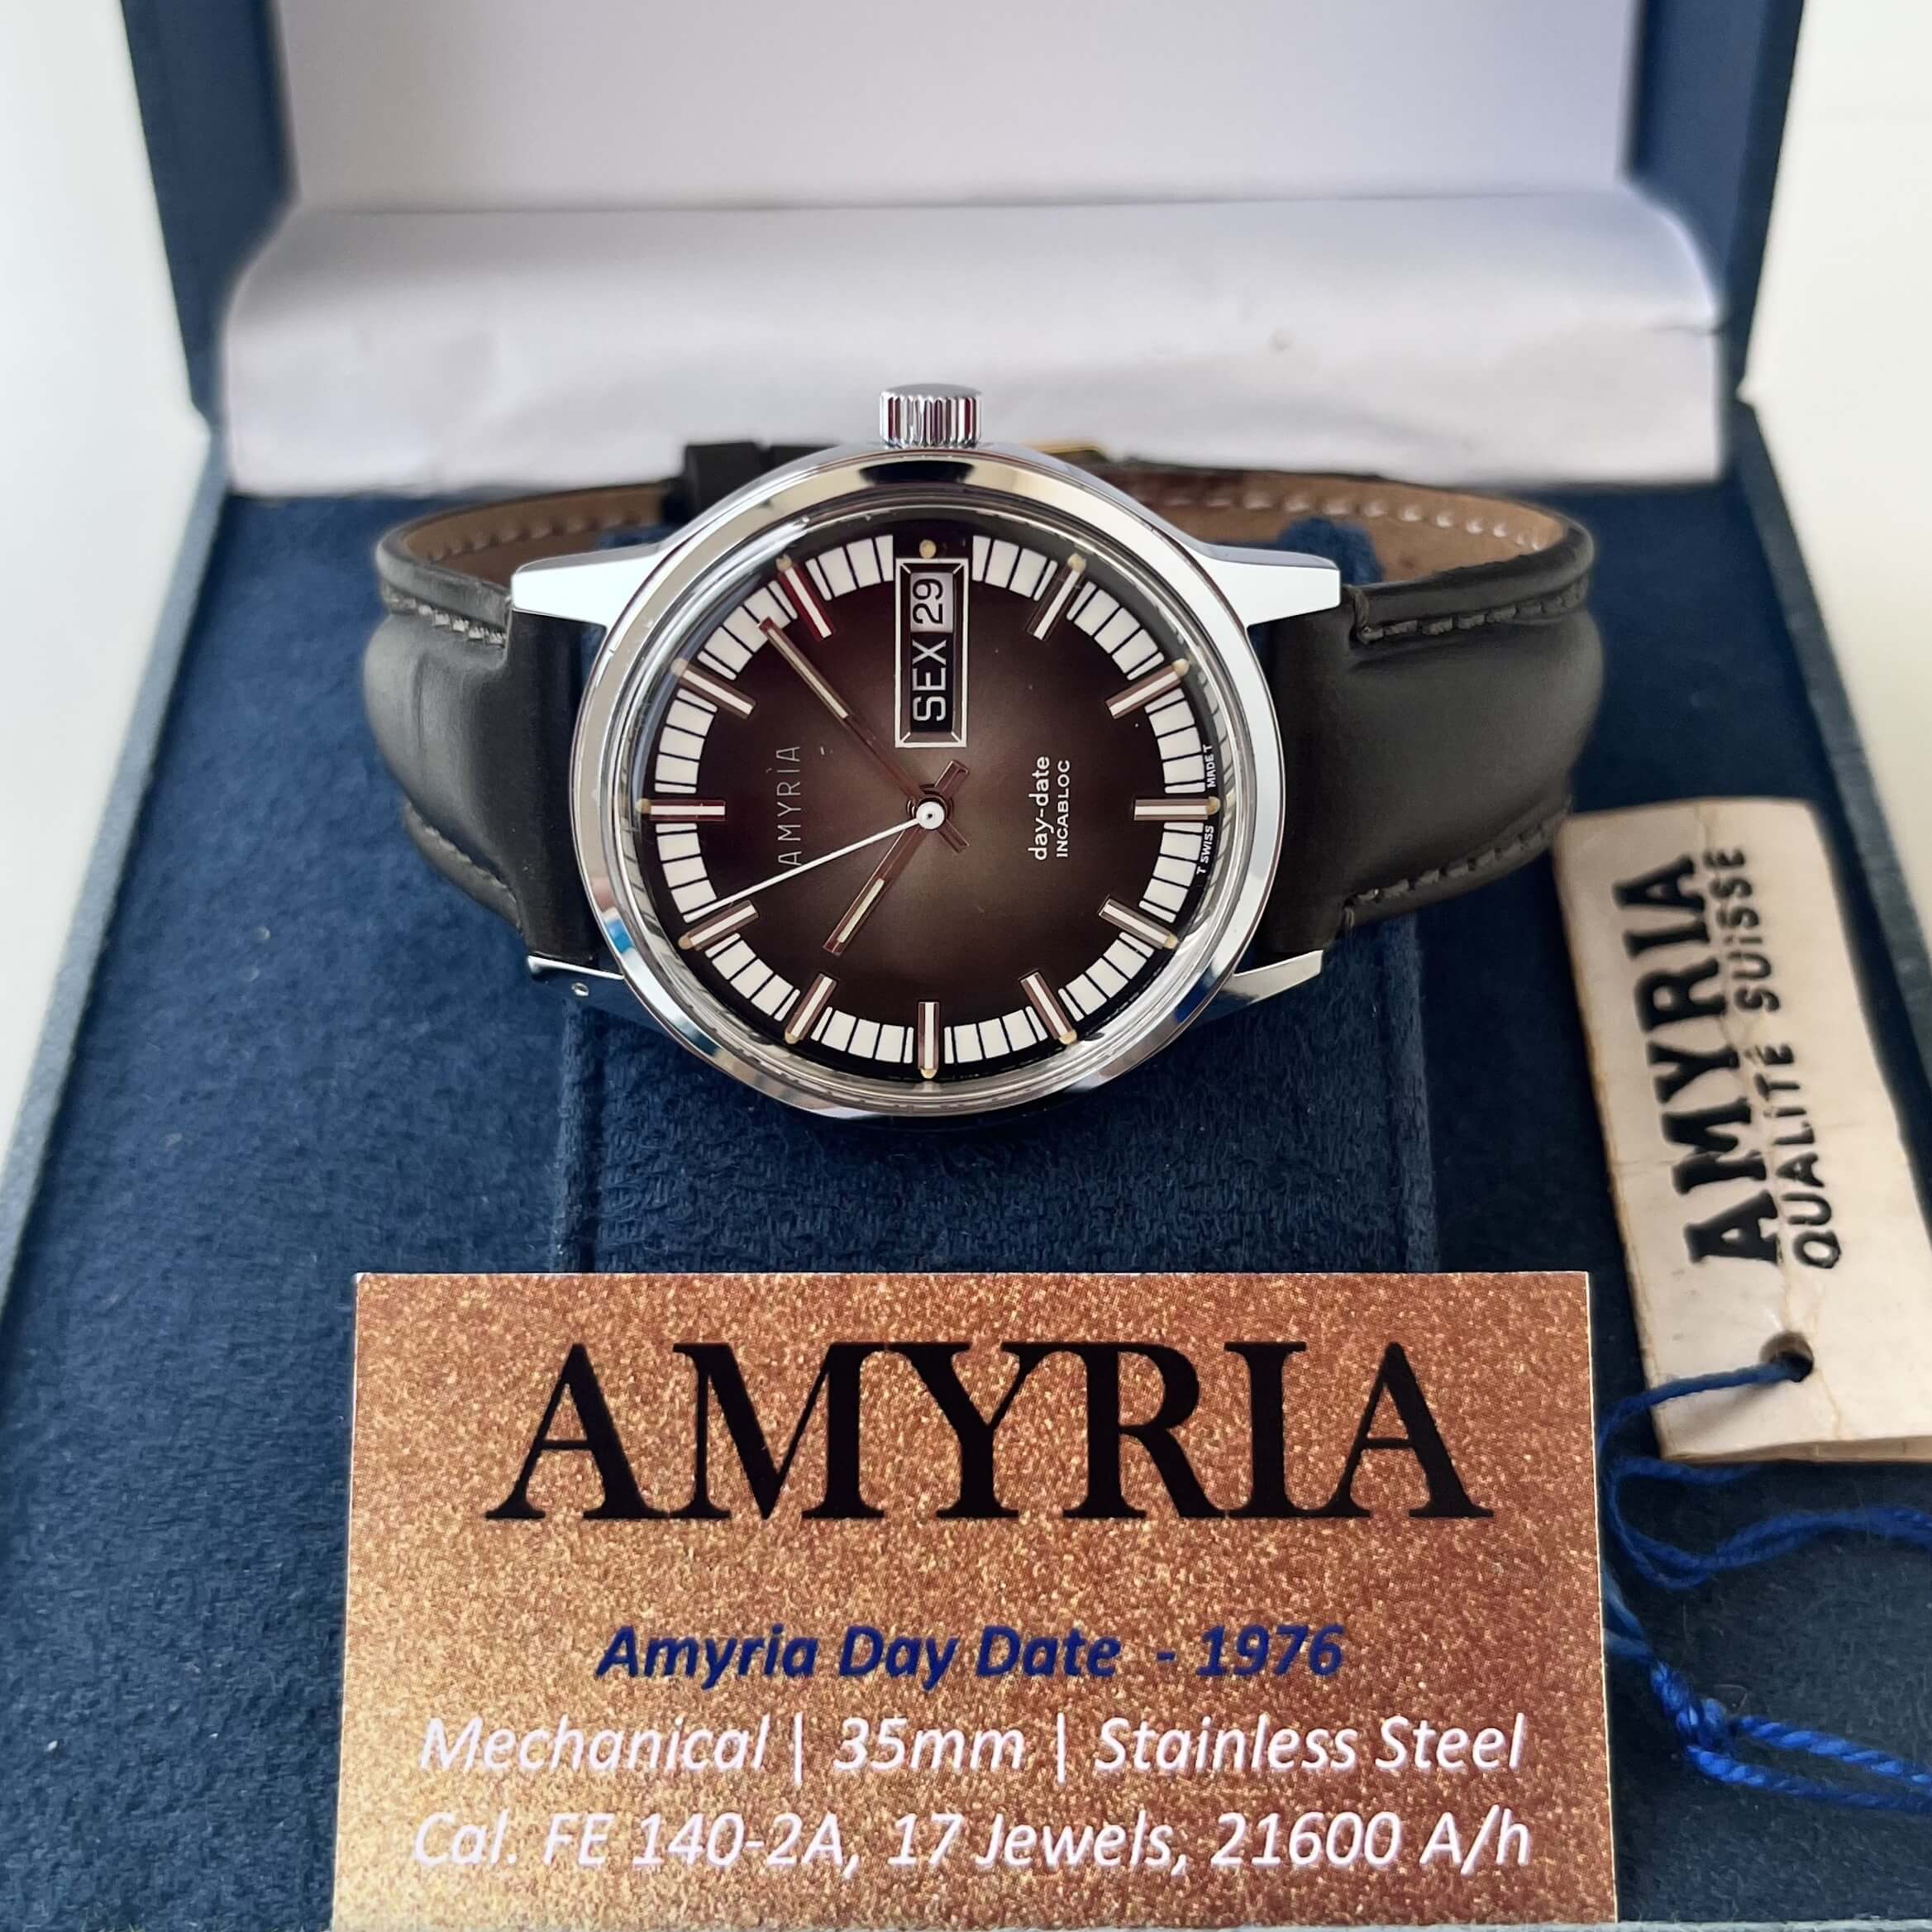 AMYRÌA
SEX 29
day-date
INCABLOC
T SWISS MADE T
AMYRIA
QUALITÉ SUISSE
AMYRIA
Amyria Day Date - 1976
Mechanical | 35mm | Stainless Steel
Cal. FE 140-2A, 17 Jewels, 21600 A/h